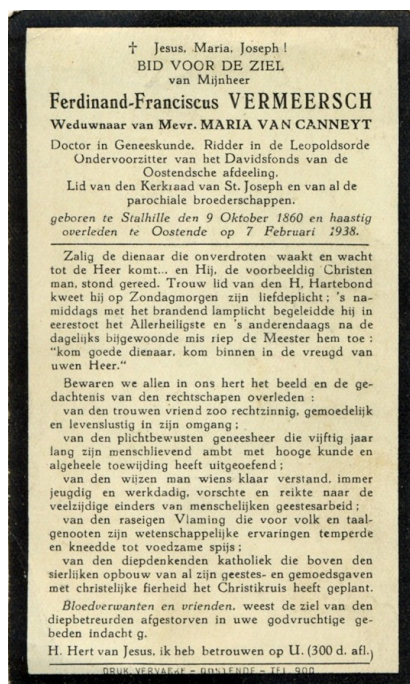 † Jesus, Maria, Joseph !
BID VOOR DE ZIEL
van Mijnheer
Ferdinand-Franciscus VERMEERSCH
Weduwnaar van Mevr. MARIA VAN CANNEYT
Doctor in Geneeskunde, Ridder in de Leopoldsorde
Ondervoorzitter van het Davidsfonds van de
Oostendsche afdeeling.
Lid van den Kerkraad van St. Joseph en van al de
parochiale broederschappen.
geboren te Stalhille den 9 Oktober 1860 en haastig
overleden te Oostende op 7 Februari 1938.
Zalig de dienaar die onverdroten waakt en wacht
tot de Heer komt... en Hij, de voorbeeldig Christen
man, stond gereed. Trouw lid van den H. Hartebond
kweet hij op Zondagmorgen zijn liefdeplicht ; 's na-
middags met het brandend lamplicht begeleidde hij in
eerestoet het Allerheiligste en 's anderendaags na de
dagelijks bijgewoonde mis riep de Meester hem toe :
"kom goede dienaar, kom binnen in de vreugd van
uwen Heer."
Bewaren we allen in ons hert het beeld en de ge-
dachtenis van den rechtschapen overleden :
van den trouwen vriend zoo rechtzinnig, gemoedelijk
en levenslustig in zijn omgang ;
van den plichtbewusten geneesheer die vijftig jaar
lang zijn menschlievend ambt met hooge kunde en
algeheele toewijding heeft uitgeoefend ;
van den wijzen man wiens klaar verstand, immer
jeugdig en werkdadig, vorschte en reikte naar de
veelzijdige einders van menschelijken geestesarbeid ;
van den raseigen Vlaming die voor volk en taal-
genooten zijn wetenschappelijke ervaringen temperde
en kneedde tot voedzame spijs ;
van den diepdenkenden katholiek die boven den
sierlijken opbouw van al zijn geestes- en gemoedsgaven
met christelijke fierheid het Christikruis heeft geplant.
Bloedverwanten en vrienden, weest de ziel van den
diepbetreurden afgestorven in uwe godvruchtige ge-
beden indachtig.
H. Hert van Jesus, ik heb betrouwen op U. (300 d. afl.)
DRUK. VERVAEKE - OOSTENDE - TEL 900